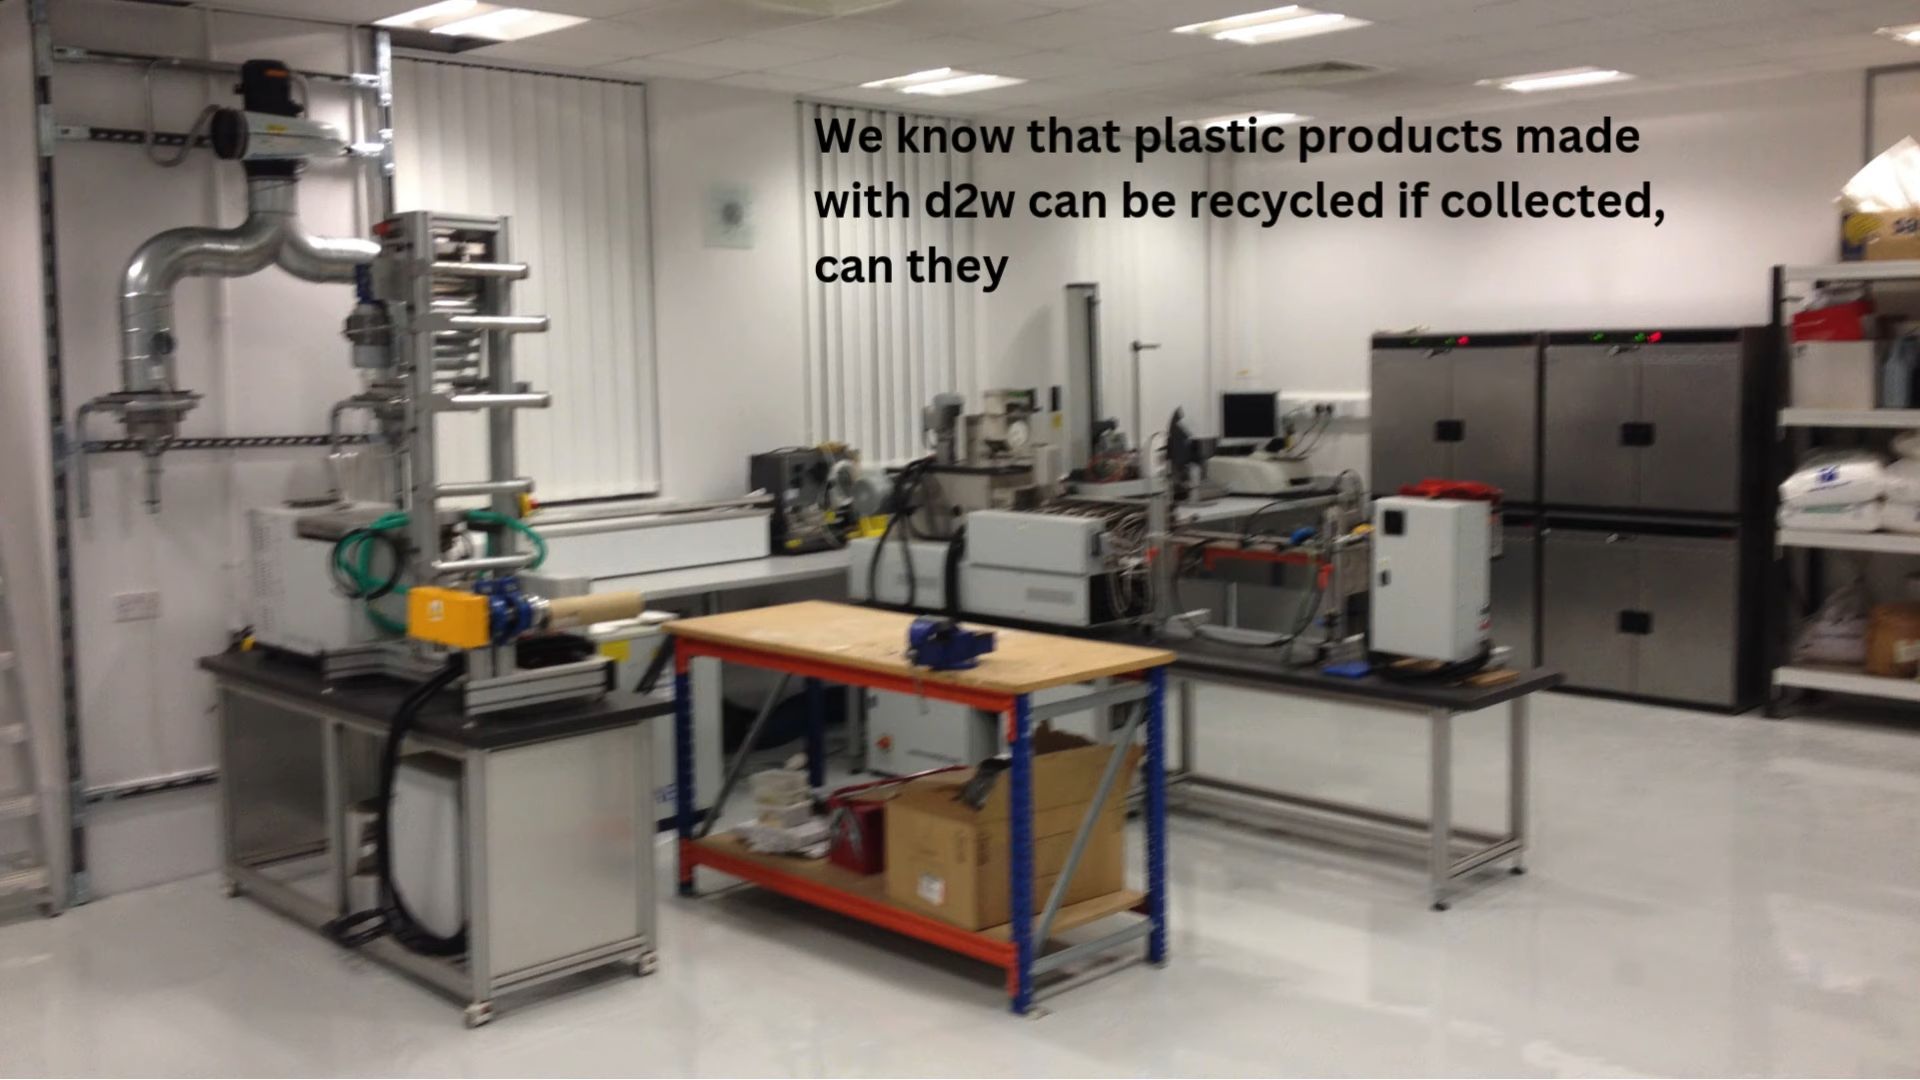 We know that plastic products made
with d2w can be recycled if collected,
can they